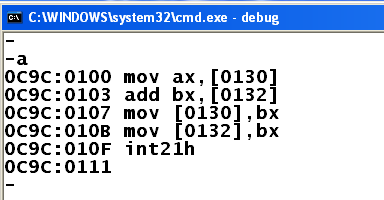 C:\WINDOWS\system32\cmd.exe - debug
-
-a
0C9C:0100 mov ax,[0130]
0C9C:0103 add bx,[0132]
0C9C:0107 mov [0130],bx
0C9C:010B mov [0132],bx
0C9C:010F int21h
0C9C:0111
-